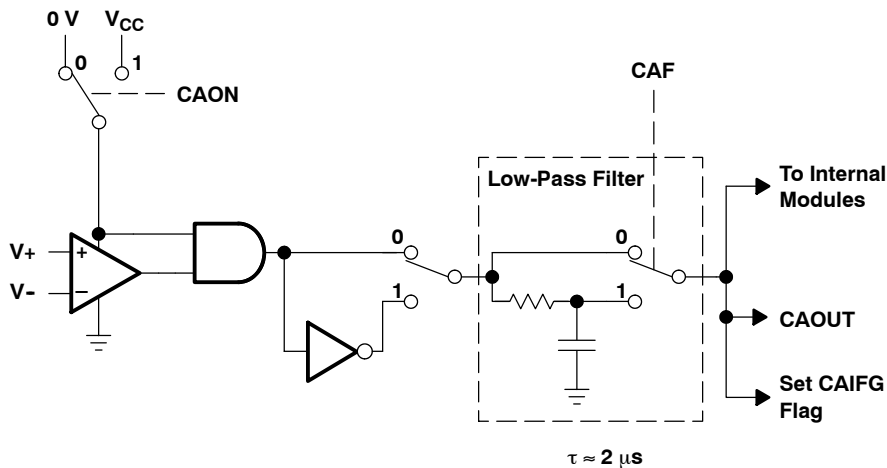 0 V VCC
0 1
CAON
CAF
Low-Pass Filter
To Internal
Modules
V+ +
V- −
0
1
0
1
CAOUT
Set CAIFG
Flag
τ ≈ 2 μs